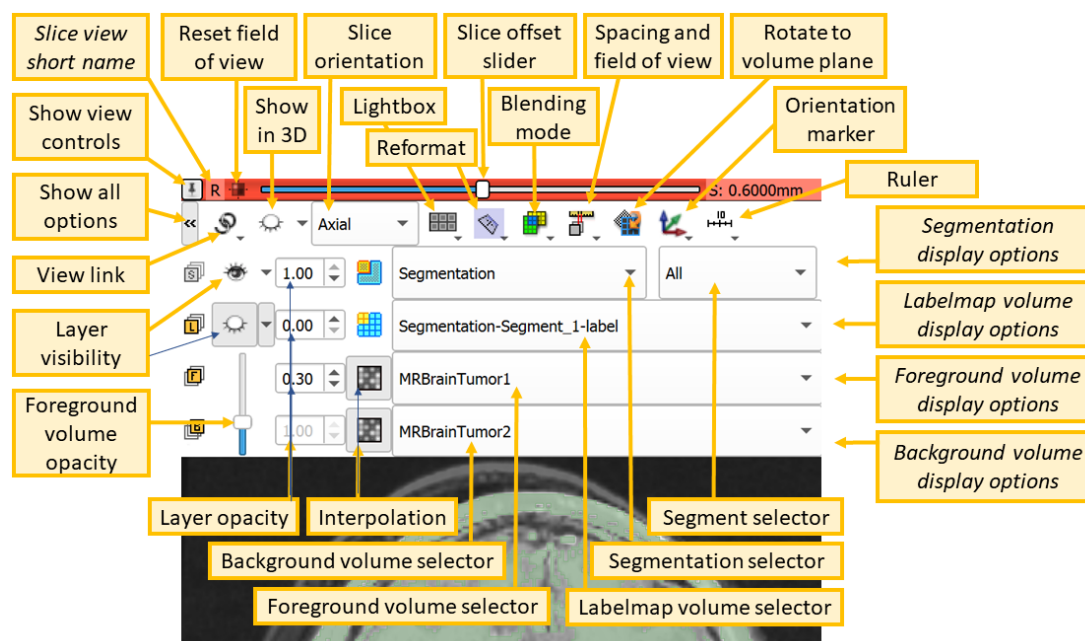 Slice view
short name
Reset field
of view
Slice
orientation
Slice offset
slider
Spacing and
field of view
Rotate to
volume plane
Show view
controls
Show
in 3D
Lightbox
Reformat
Blending
mode
Orientation
marker
Show all
options
R
S: 0.6000mm
Ruler
<<
Axial
10
View link
Segmentation
display options
S
1.00
Segmentation
All
Labelmap volume
display options
Layer
visibility
L
0.00
Segmentation-Segment_1-label
Foreground volume
display options
F
0.30
MRBrainTumor1
Foreground
volume
opacity
B
1.00
MRBrainTumor2
Background volume
display options
Layer opacity
Interpolation
Segment selector
Background volume selector
Segmentation selector
Foreground volume selector
Labelmap volume selector